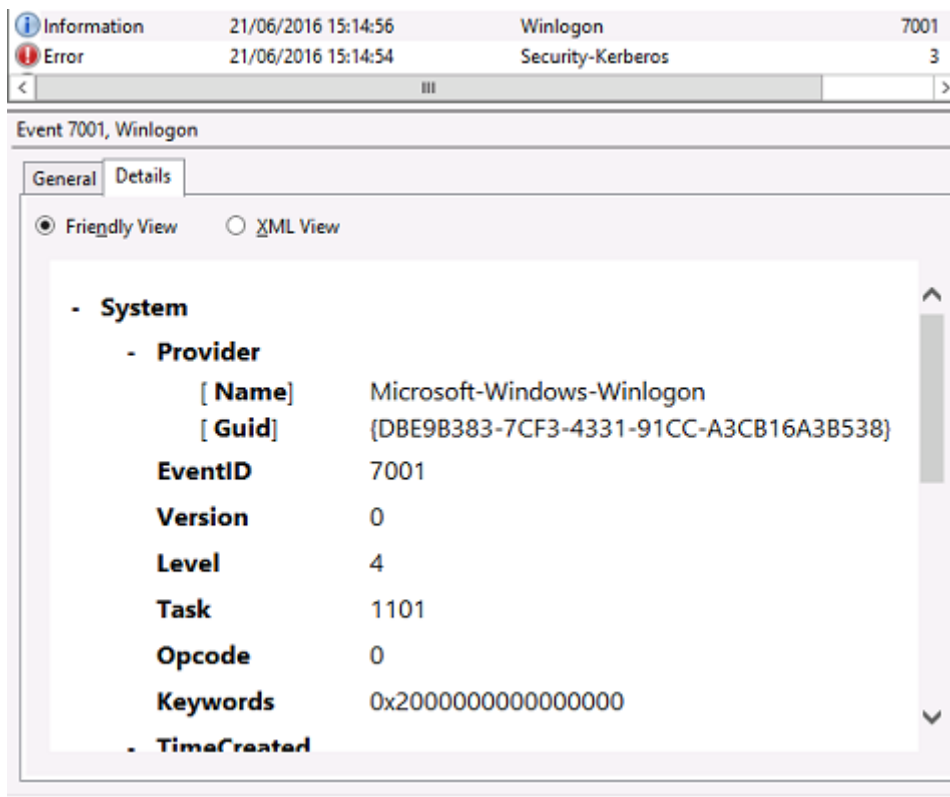 Information 21/06/2016 15:14:56 Winlogon 7001
Error 21/06/2016 15:14:54 Security-Kerberos 3
Event 7001, Winlogon
General Details
Friendly View XML View
- System
- Provider
[ Name] Microsoft-Windows-Winlogon
[ Guid] {DBE9B383-7CF3-4331-91CC-A3CB16A3B538}
EventID 7001
Version 0
Level 4
Task 1101
Opcode 0
Keywords 0x2000000000000000
- TimeCreated